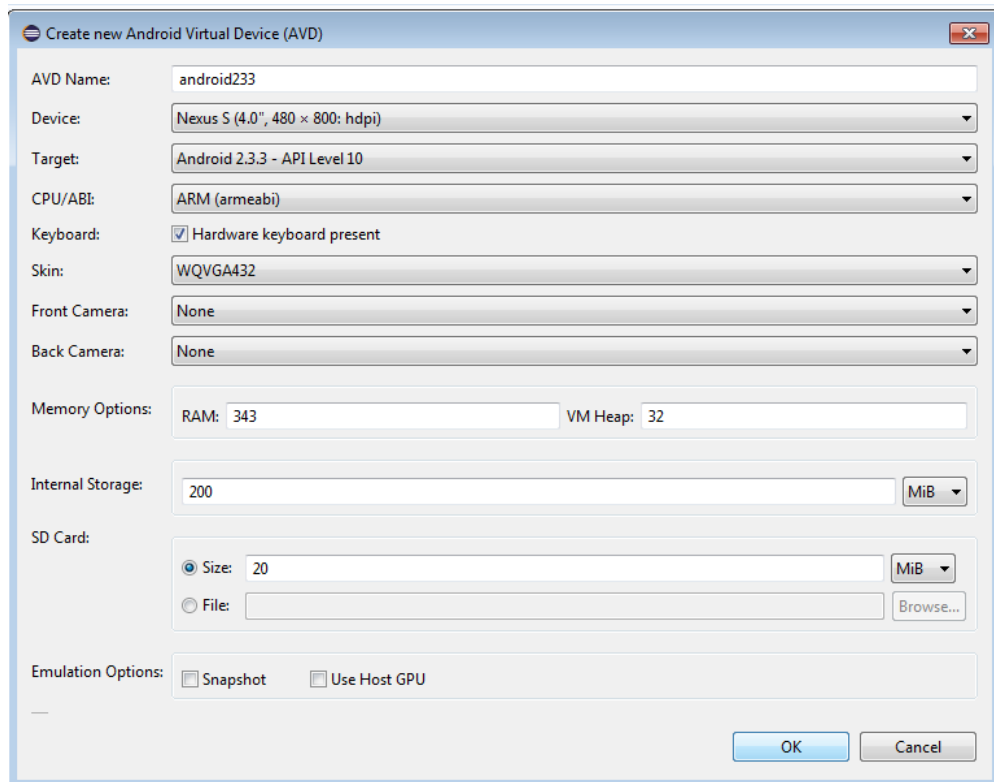 Create new Android Virtual Device (AVD)
AVD Name: android233
Device: Nexus S (4.0", 480 × 800: hdpi)
Target: Android 2.3.3 - API Level 10
CPU/ABI: ARM (armeabi)
Keyboard: Hardware keyboard present
Skin: WQVGA432
Front Camera: None
Back Camera: None
Memory Options: RAM: 343 VM Heap: 32
Internal Storage: 200 MiB
SD Card:
Size: 20 MiB
File: Browse...
Emulation Options: Snapshot Use Host GPU
OK Cancel